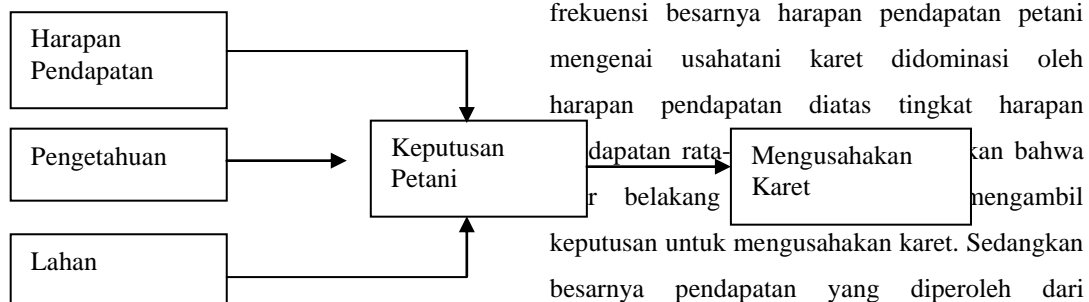 Harapan
Pendapatan
Pengetahuan
Lahan
Keputusan
Petani
Mengusahakan
Karet
frekuensi besarnya harapan pendapatan petani
mengenai usahatani karet didominasi oleh
harapan pendapatan diatas tingkat harapan
dapatan rata- kan bahwa
r belakang mengambil
keputusan untuk mengusahakan karet. Sedangkan
besarnya pendapatan yang diperoleh dari